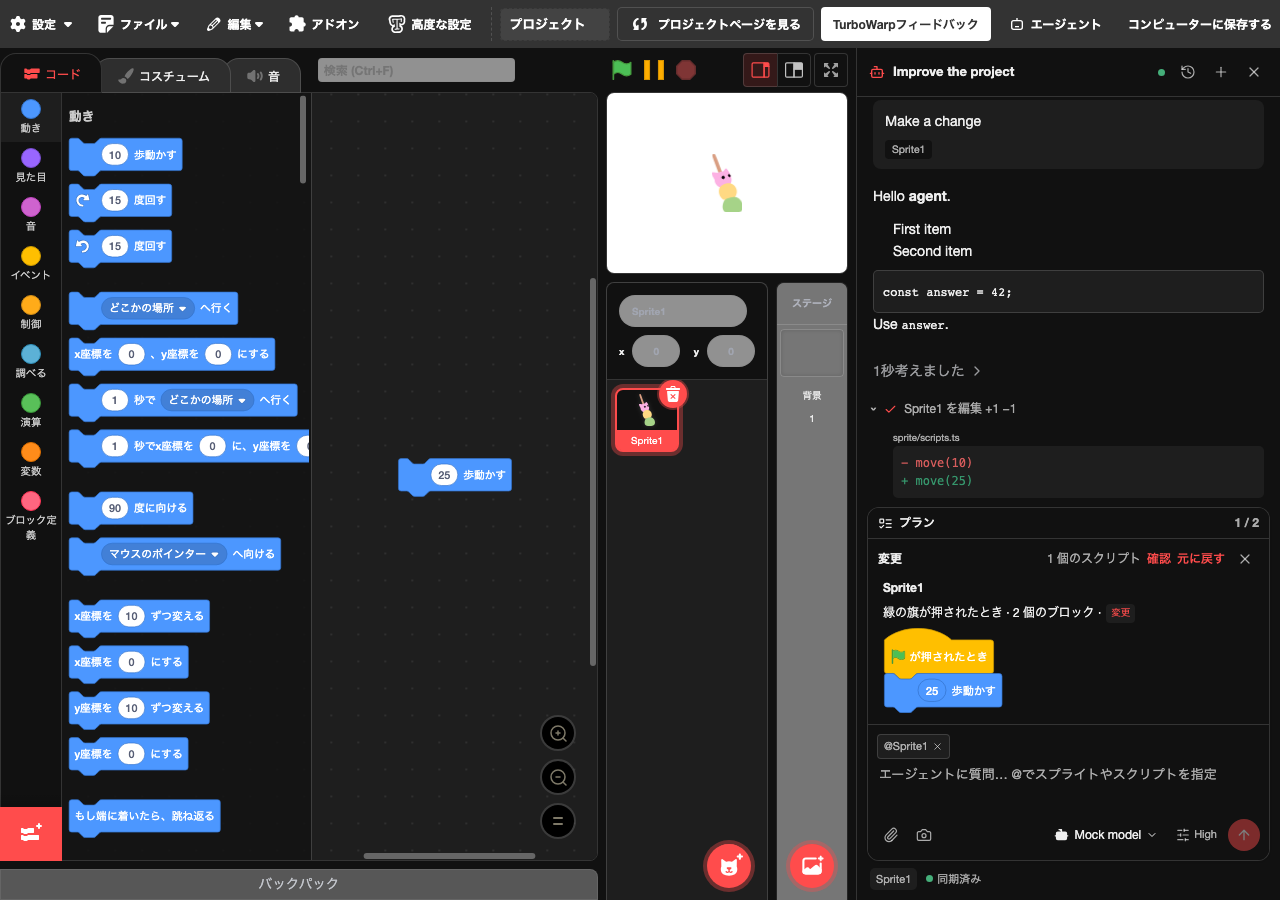 設定
ファイル
編集
アドオン
高度な設定
プロジェクト
プロジェクトページを見る
TurboWarpフィードバック
エージェント
コンピューターに保存する
コード
コスチューム
音
検索 (Ctrl+F)
動き
見た目
音
イベント
制御
調べる
演算
変数
ブロック定義
動き
10 歩動かす
15 度回す
15 度回す
どこかの場所 へ行く
x座標を 0 、y座標を 0 にする
1 秒で どこかの場所 へ行く
1 秒でx座標を 0 に、y座標を
90 度に向ける
マウスのポインター へ向ける
x座標を 10 ずつ変える
x座標を 0 にする
y座標を 10 ずつ変える
y座標を 0 にする
もし端に着いたら、跳ね返る
25 歩動かす
バックパック
Sprite1
x 0 y 0
Sprite1
ステージ
背景
1
Improve the project
Make a change
Sprite1
Hello agent.
First item
Second item
const answer = 42;
Use answer.
1秒考えました
Sprite1 を編集 +1 −1
sprite/scripts.ts
− move(10)
+ move(25)
プラン 1 / 2
変更 1 個のスクリプト 確認 元に戻す
Sprite1
緑の旗が押されたとき · 2 個のブロック · 変更
が押されたとき
25 歩動かす
@Sprite1
エージェントに質問... @でスプライトやスクリプトを指定
Mock model High
Sprite1 同期済み